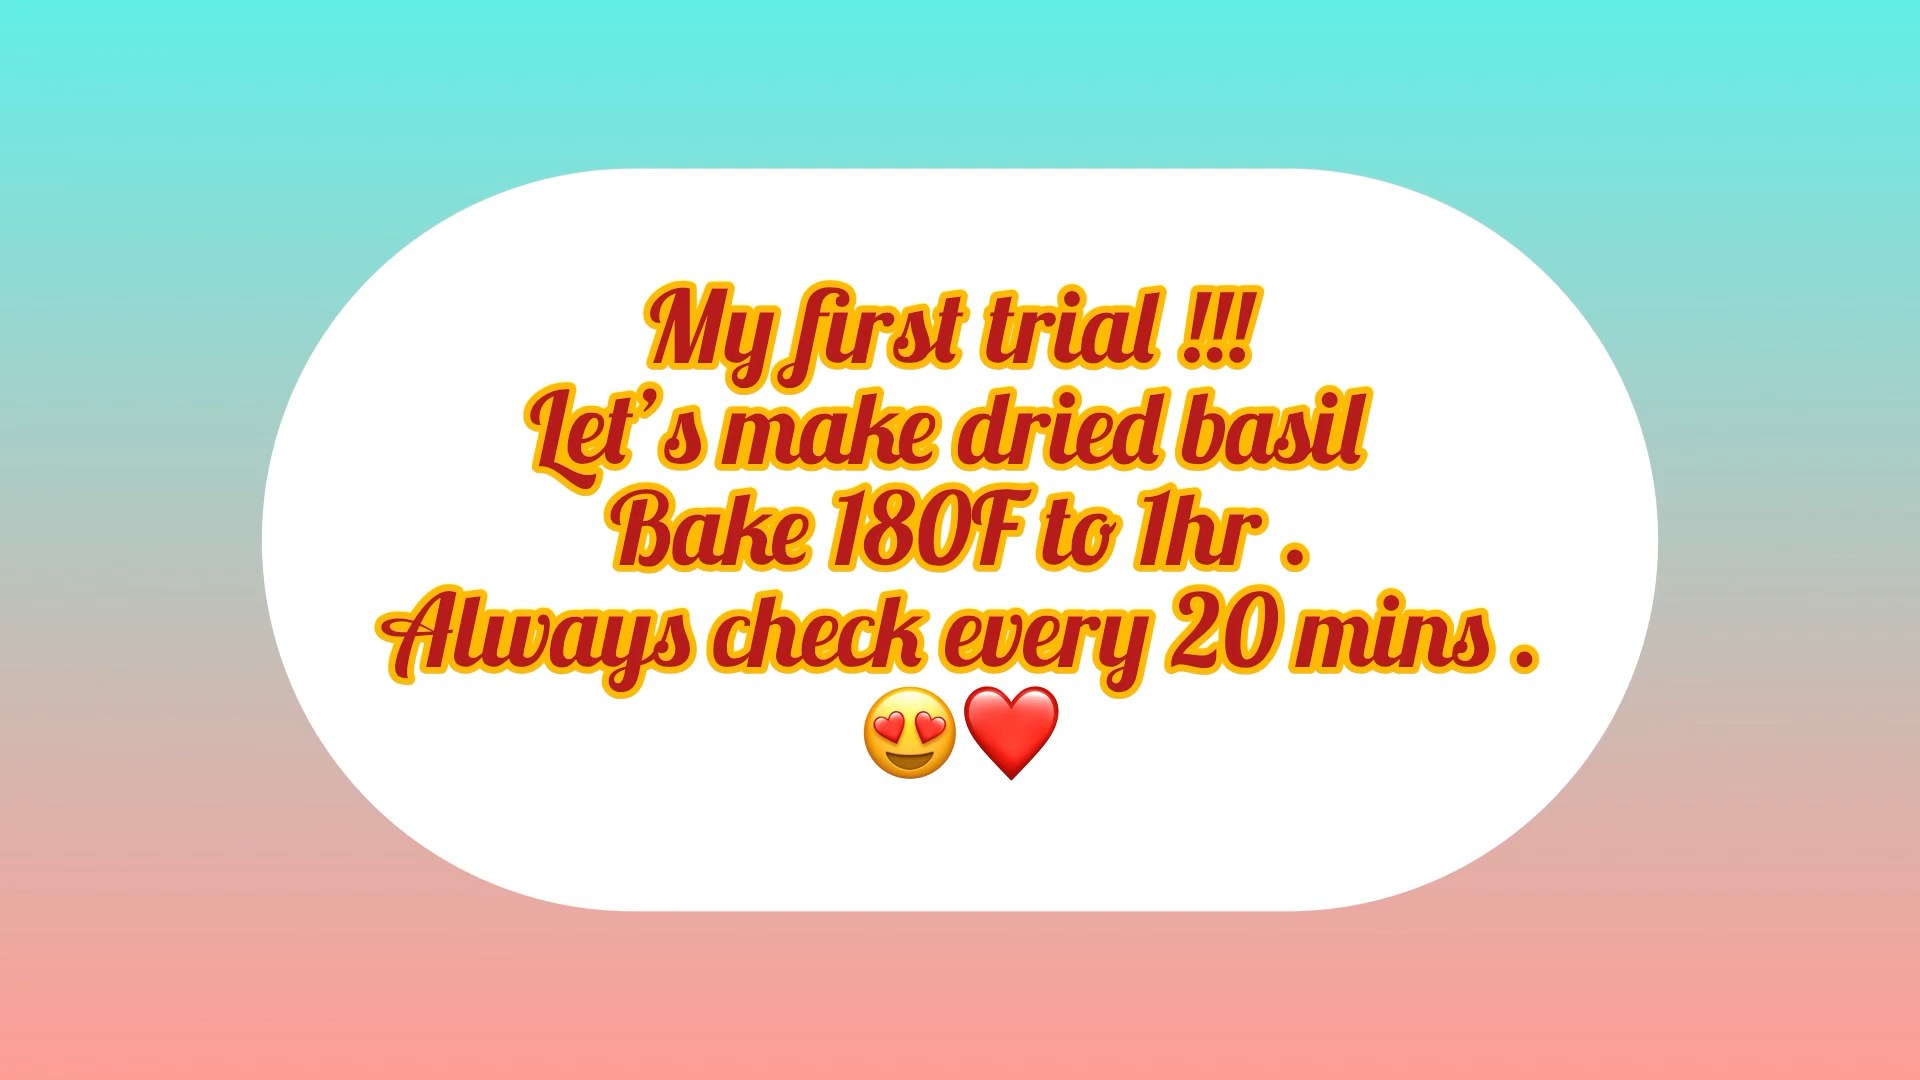 My first trial !!!
Let's make dried basil
Bake 180F to 1hr .
Always check every 20 mins .
😍❤️